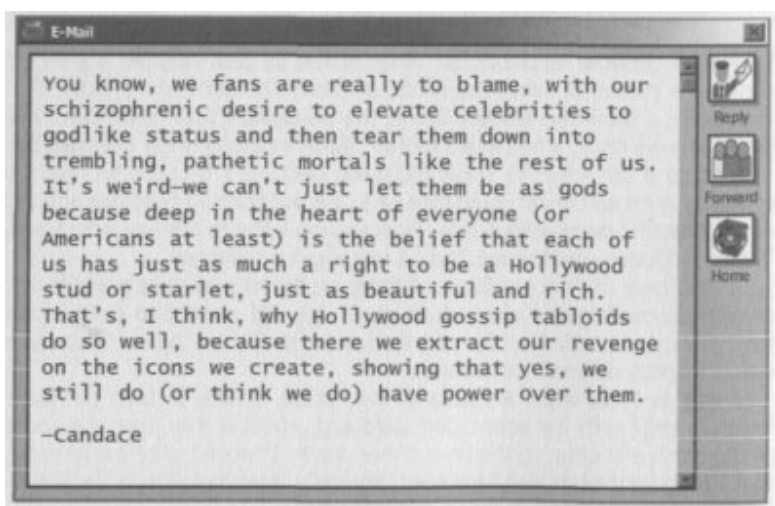 E-Mail
You know, we fans are really to blame, with our
schizophrenic desire to elevate celebrities to
godlike status and then tear them down into
trembling, pathetic mortals like the rest of us.
It's weird—we can't just let them be as gods
because deep in the heart of everyone (or
Americans at least) is the belief that each of
us has just as much a right to be a Hollywood
stud or starlet, just as beautiful and rich.
That's, I think, why Hollywood gossip tabloids
do so well, because there we extract our revenge
on the icons we create, showing that yes, we
still do (or think we do) have power over them.
—Candace
Reply
Forward
Home